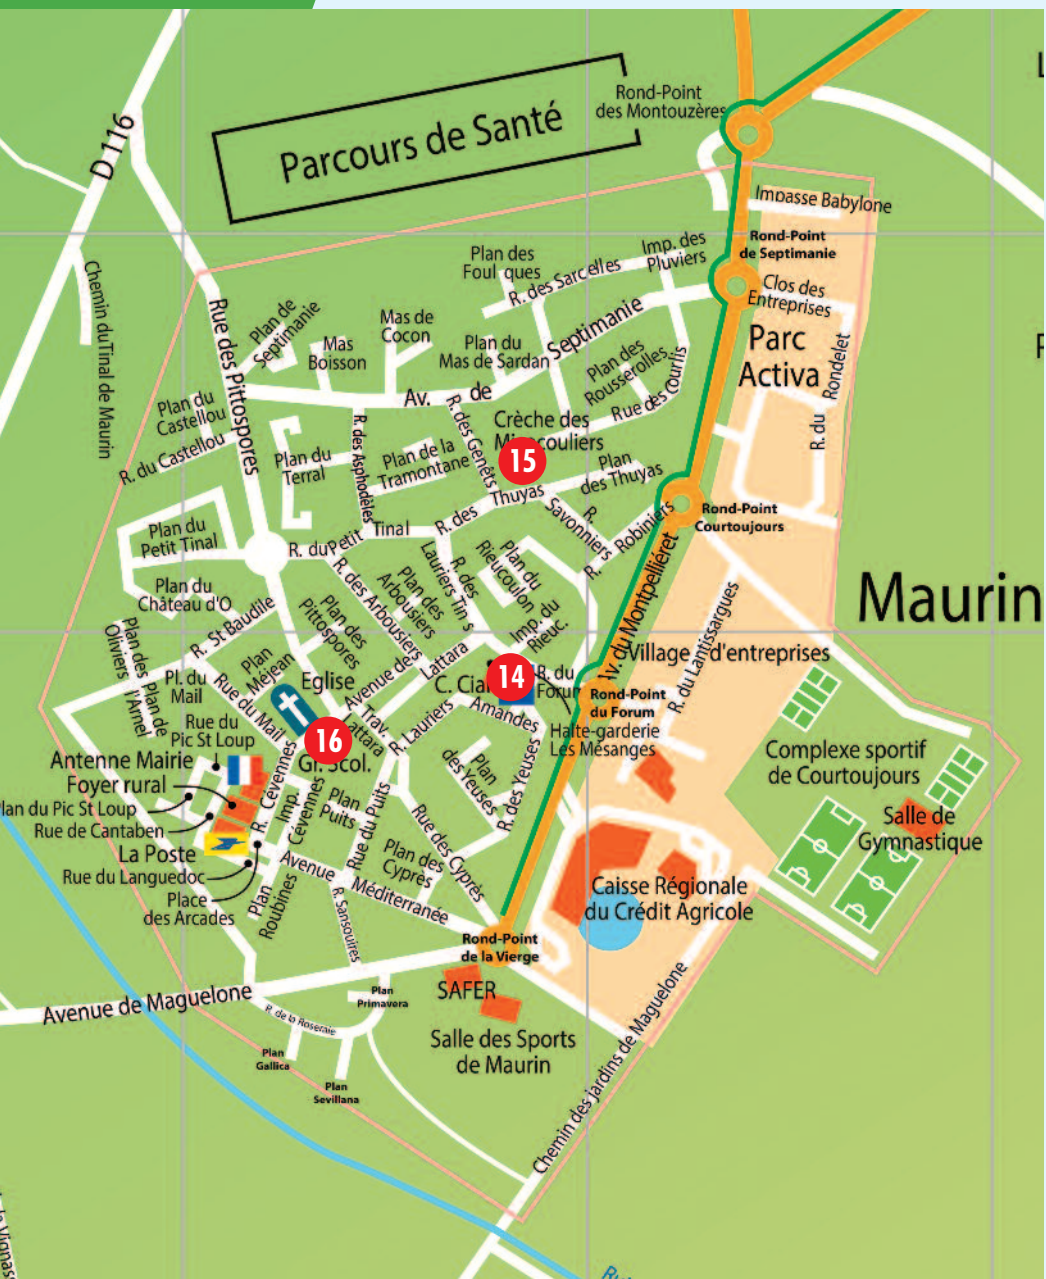 Rond-Point
des Montouzères
Parcours de Santé
D 116
Impasse Babylone
Rond-Point
de Septimanie
Plan des
Foulques
Imp. des
Pluviers
R. des Sarcelles
Clos des
Entreprises
Chemin du Tinal de Maurin
Rue des Pittospores
Plan de
Septimanie
Mas
Boisson
Mas de
Cocon
Plan du
Mas de Sardan
Av. de Septimanie
Plan des
Rousserolles
Rue des courlis
Parc
Activa
R. du Rondelet
Plan du
Castellou
R. du Castellou
Plan du
Terral
R. des Asphodèles
Plan de la
Tramontane
R. des Genêts
Crèche des
15
Plan
des Thuyas
R. des Thuyas
R. Savonniers
R. Robiniers
Rond-Point
Courtoujours
Plan du
Petit Tinal
R. du Petit Tinal
Plan du
Château d'O
R. St Baudile
R. des Arbousiers
Plan des
Arbousiers
R. des
Lauriers Tins
Plan du
Rieucoulon
Imp. du
Rieuc.
Av. du Montpelliéret
Maurin
Plan des
Pittospores
Plan
Méjean
Plan des
Oliviers
Plan de
l'Arnel
Pl. du
Mail
Rue du Mail
Eglise
Avenue de Lattara
14
R. du
Forum
Rond-Point
du Forum
Village d'entreprises
R. du Lantissargues
Rue du
Pic St Loup
16
Gr. Scol.
Trav.
Lattara
R. Lauriers
Amandes
Halte-garderie
Les Mésanges
Complexe sportif
de Courtoujours
Salle de
Gymnastique
Antenne Mairie
Foyer rural
Plan du Pic St Loup
Rue de Cantaben
La Poste
Rue du Languedoc
Place
des Arcades
R. Cévennes
Imp.
Cévennes
Plan
Puits
Rue du Puits
Plan
des Yeuses
R. des Yeuses
Rue des Cyprès
Plan des
Cyprès
Avenue Méditerranée
Plan
Roubines
R. Sansouires
Caisse Régionale
du Crédit Agricole
Rond-Point
de la Vierge
SAFER
Salle des Sports
de Maurin
Avenue de Maguelone
Plan
Primavera
R. de la Roseraie
Plan
Gallica
Plan
Sevillana
Chemin des jardins de Maguelone